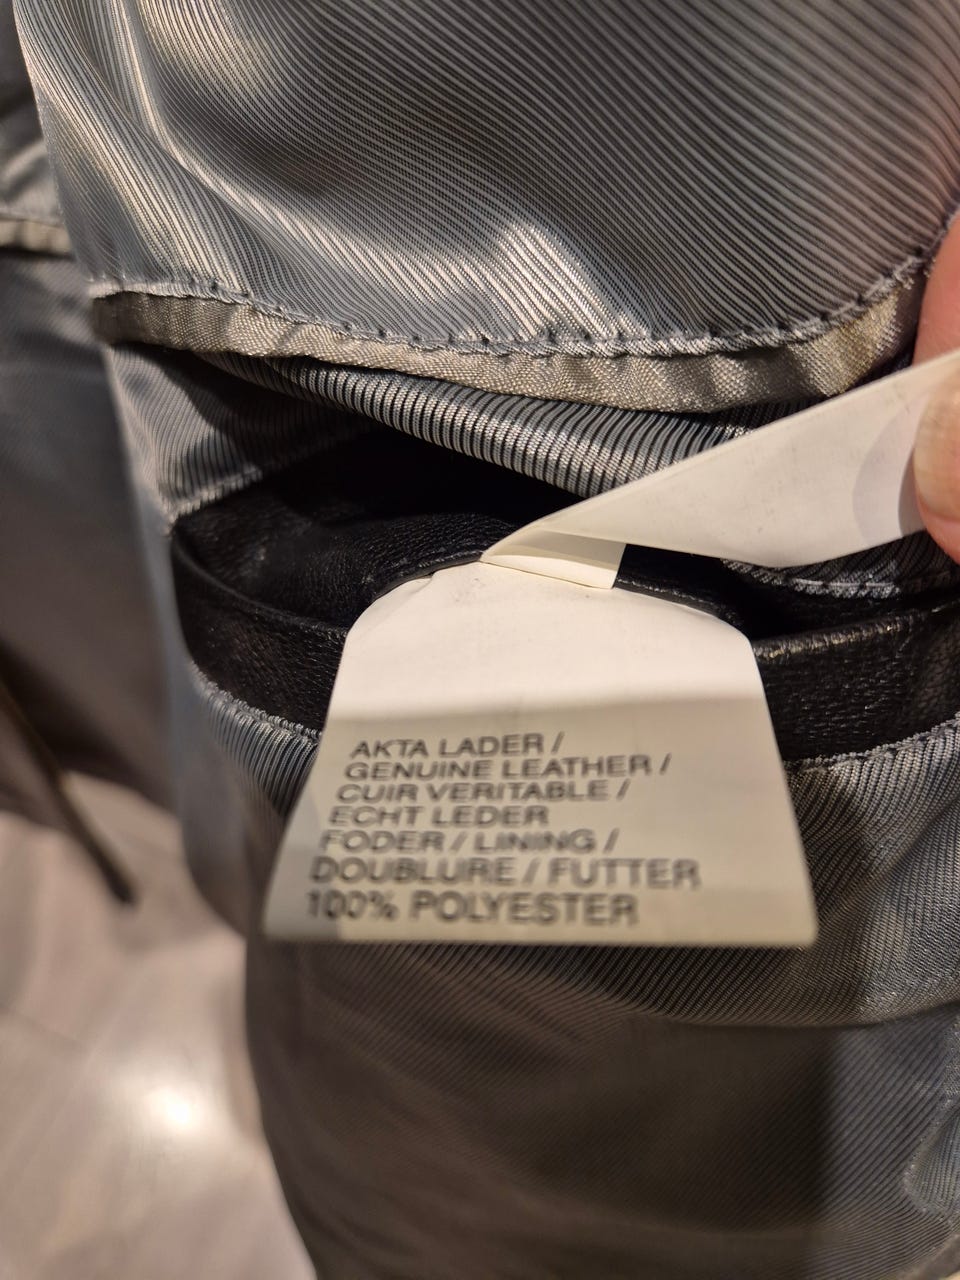 AKTA LADER /
GENUINE LEATHER /
CUIR VERITABLE /
ECHT LEDER
FODER / LINING /
DOUBLURE / FUTTER
100% POLYESTER